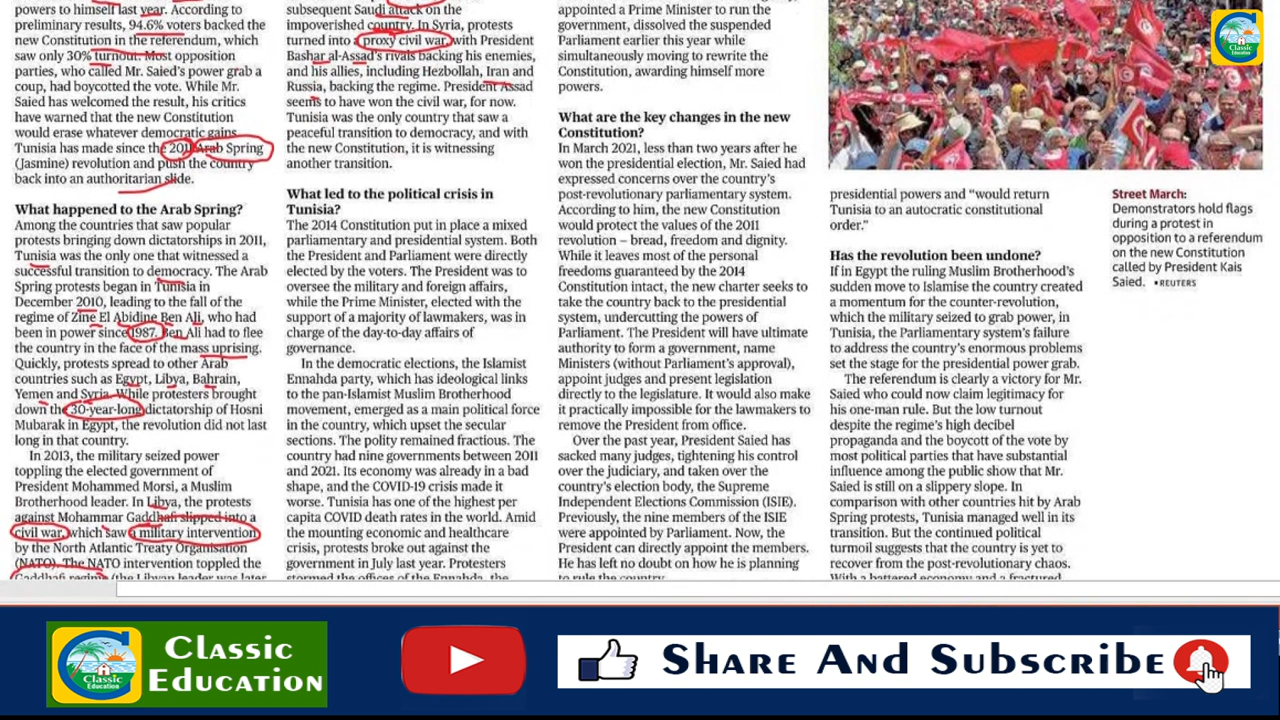 powers to himself last year. According to
preliminary results, 94.6% voters backed the
new Constitution in the referendum, which
saw only 30% turnout. Most opposition
parties, who called Mr. Saied's power grab a
coup, had boycotted the vote. While Mr.
Saied has welcomed the result, his critics
have warned that the new Constitution
would erase whatever democratic gains
Tunisia has made since the 2011 Arab Spring
(Jasmine) revolution and push the country
back into an authoritarian slide.
What happened to the Arab Spring?
Among the countries that saw popular
protests bringing down dictatorships in 2011,
Tunisia was the only one that witnessed a
successful transition to democracy. The Arab
Spring protests began in Tunisia in
December 2010, leading to the fall of the
regime of Zine El Abidine Ben Ali, who had
been in power since 1987. Ben Ali had to flee
the country in the face of the mass uprising.
Quickly, protests spread to other Arab
countries such as Egypt, Libya, Bahrain,
Yemen and Syria. While protesters brought
down the 30-year-long dictatorship of Hosni
Mubarak in Egypt, the revolution did not last
long in that country.
In 2013, the military seized power
toppling the elected government of
President Mohammed Morsi, a Muslim
Brotherhood leader. In Libya, the protests
against Mohammar Gaddhafi slipped into a
civil war, which saw a military intervention
by the North Atlantic Treaty Organisation
(NATO). The NATO intervention toppled the
Gaddhafi regime (the Libyan leader was later
subsequent Saudi attack on the
impoverished country. In Syria, protests
turned into a proxy civil war, with President
Bashar al-Assad's rivals backing his enemies,
and his allies, including Hezbollah, Iran and
Russia, backing the regime. President Assad
seems to have won the civil war, for now.
Tunisia was the only country that saw a
peaceful transition to democracy, and with
the new Constitution, it is witnessing
another transition.
What led to the political crisis in
Tunisia?
The 2014 Constitution put in place a mixed
parliamentary and presidential system. Both
the President and Parliament were directly
elected by the voters. The President was to
oversee the military and foreign affairs,
while the Prime Minister, elected with the
support of a majority of lawmakers, was in
charge of the day-to-day affairs of
governance.
In the democratic elections, the Islamist
Ennahda party, which has ideological links
to the pan-Islamist Muslim Brotherhood
movement, emerged as a main political force
in the country, which upset the secular
sections. The polity remained fractious. The
country had nine governments between 2011
and 2021. Its economy was already in a bad
shape, and the COVID-19 crisis made it
worse. Tunisia has one of the highest per
capita COVID death rates in the world. Amid
the mounting economic and healthcare
crisis, protests broke out against the
government in July last year. Protesters
stormed the offices of the Ennahda, the
appointed a Prime Minister to run the
government, dissolved the suspended
Parliament earlier this year while
simultaneously moving to rewrite the
Constitution, awarding himself more
powers.
What are the key changes in the new
Constitution?
In March 2021, less than two years after he
won the presidential election, Mr. Saied had
expressed concerns over the country's
post-revolutionary parliamentary system.
According to him, the new Constitution
would protect the values of the 2011
revolution – bread, freedom and dignity.
While it leaves most of the personal
freedoms guaranteed by the 2014
Constitution intact, the new charter seeks to
take the country back to the presidential
system, undercutting the powers of
Parliament. The President will have ultimate
authority to form a government, name
Ministers (without Parliament's approval),
appoint judges and present legislation
directly to the legislature. It would also make
it practically impossible for the lawmakers to
remove the President from office.
Over the past year, President Saied has
sacked many judges, tightening his control
over the judiciary, and taken over the
country's election body, the Supreme
Independent Elections Commission (ISIE).
Previously, the nine members of the ISIE
were appointed by Parliament. Now, the
President can directly appoint the members.
He has left no doubt on how he is planning
to rule the country.
presidential powers and “would return
Tunisia to an autocratic constitutional
order.”
Has the revolution been undone?
If in Egypt the ruling Muslim Brotherhood's
sudden move to Islamise the country created
a momentum for the counter-revolution,
which the military seized to grab power, in
Tunisia, the Parliamentary system's failure
to address the country's enormous problems
set the stage for the presidential power grab.
The referendum is clearly a victory for Mr.
Saied who could now claim legitimacy for
his one-man rule. But the low turnout
despite the regime's high decibel
propaganda and the boycott of the vote by
most political parties that have substantial
influence among the public show that Mr.
Saied is still on a slippery slope. In
comparison with other countries hit by Arab
Spring protests, Tunisia managed well in its
transition. But the continued political
turmoil suggests that the country is yet to
recover from the post-revolutionary chaos.
With a battered economy and a fractured
Street March:
Demonstrators hold flags
during a protest in
opposition to a referendum
on the new Constitution
called by President Kais
Saied. • REUTERS
Classic
Education
Classic
Education
Classic
Education
Share And Subscribe